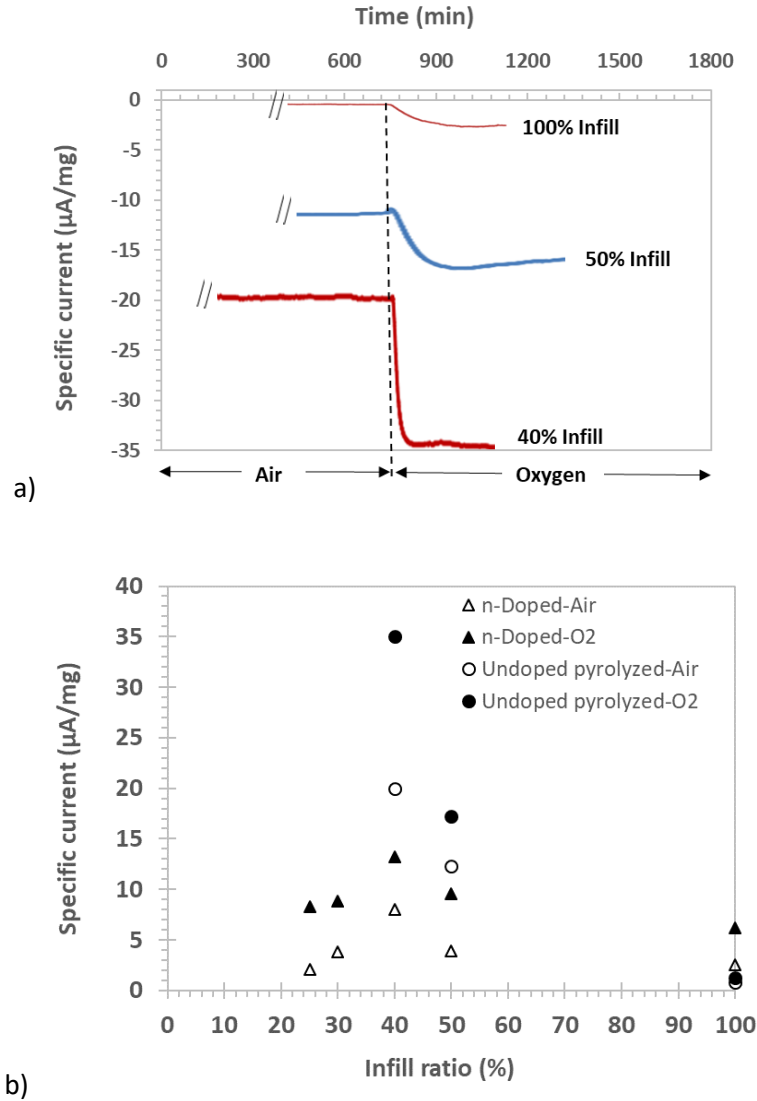 Time (min)
0 300 600 900 1200 1500 1800
0
-5
-10
-15
-20
-25
-30
-35
Specific current (µA/mg)
100% Infill
50% Infill
40% Infill
Air
Oxygen
a)
40
35
30
25
20
15
10
5
0
Specific current (µA/mg)
n-Doped-Air
n-Doped-O2
Undoped pyrolyzed-Air
Undoped pyrolyzed-O2
0 10 20 30 40 50 60 70 80 90 100
Infill ratio (%)
b)